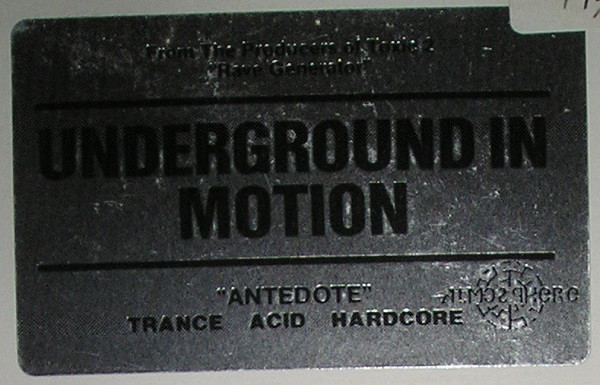 From The Producers of Toxic 2
"Rave Generator"
UNDERGROUND IN
MOTION
"ANTEDOTE"
TRANCE ACID HARDCORE